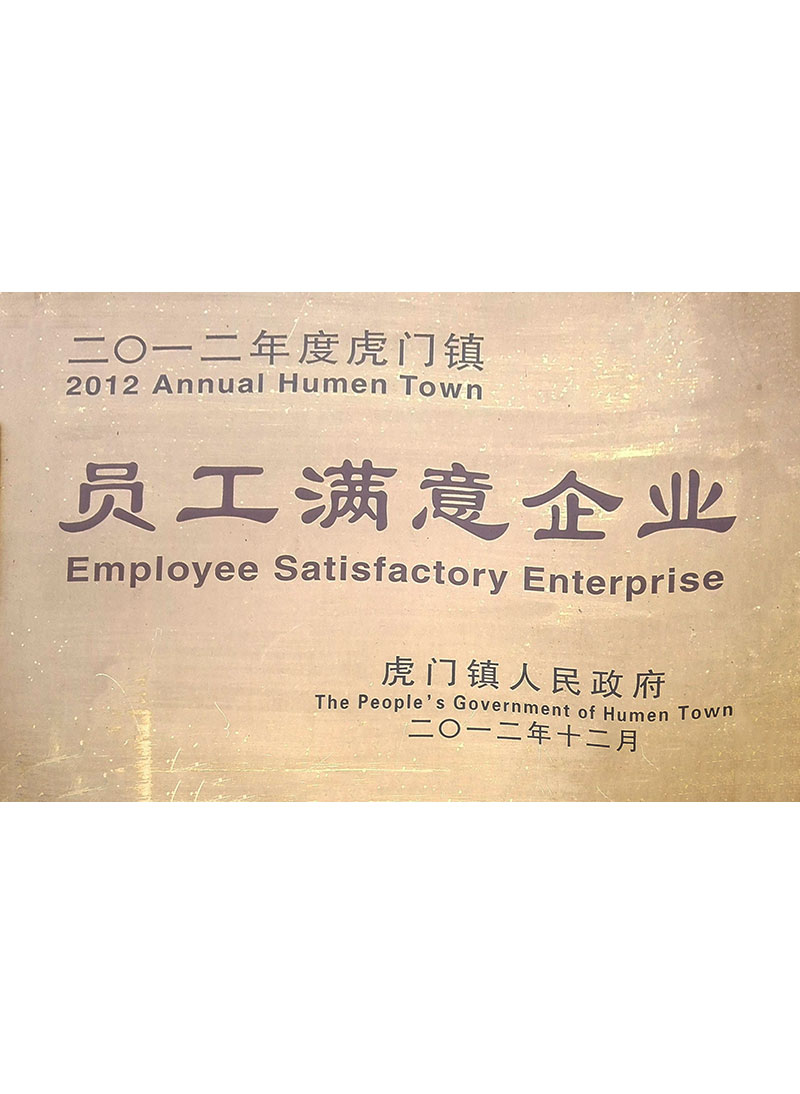 二〇一二年度虎门镇
2012 Annual Humen Town
员工满意企业
Employee Satisfactory Enterprise
虎门镇人民政府
The People's Government of Humen Town
二〇一二年十二月